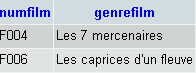 numfilm genrefilm
F004 Les 7 mercenaires
F006 Les caprices d'un fleuve